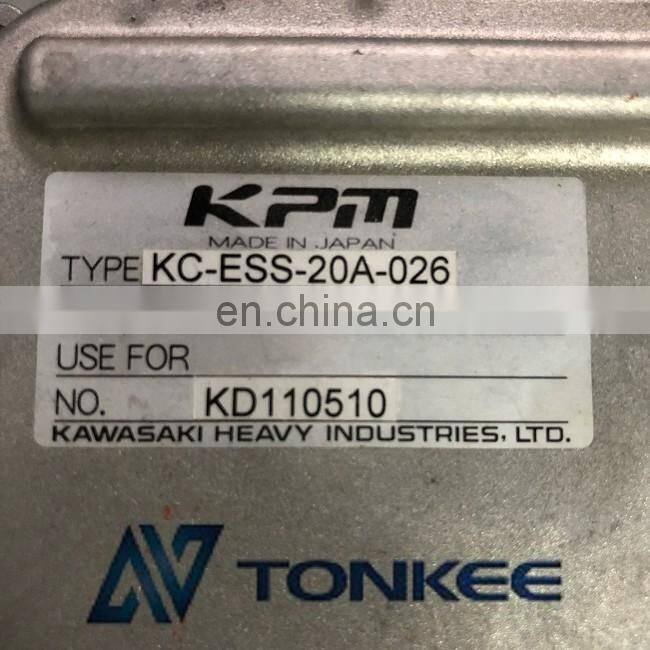 KPM
MADE IN JAPAN
TYPE KC-ESS-20A-026
en.china.cn
USE FOR
NO. KD110510
KAWASAKI HEAVY INDUSTRIES, LTD.
TONKEE